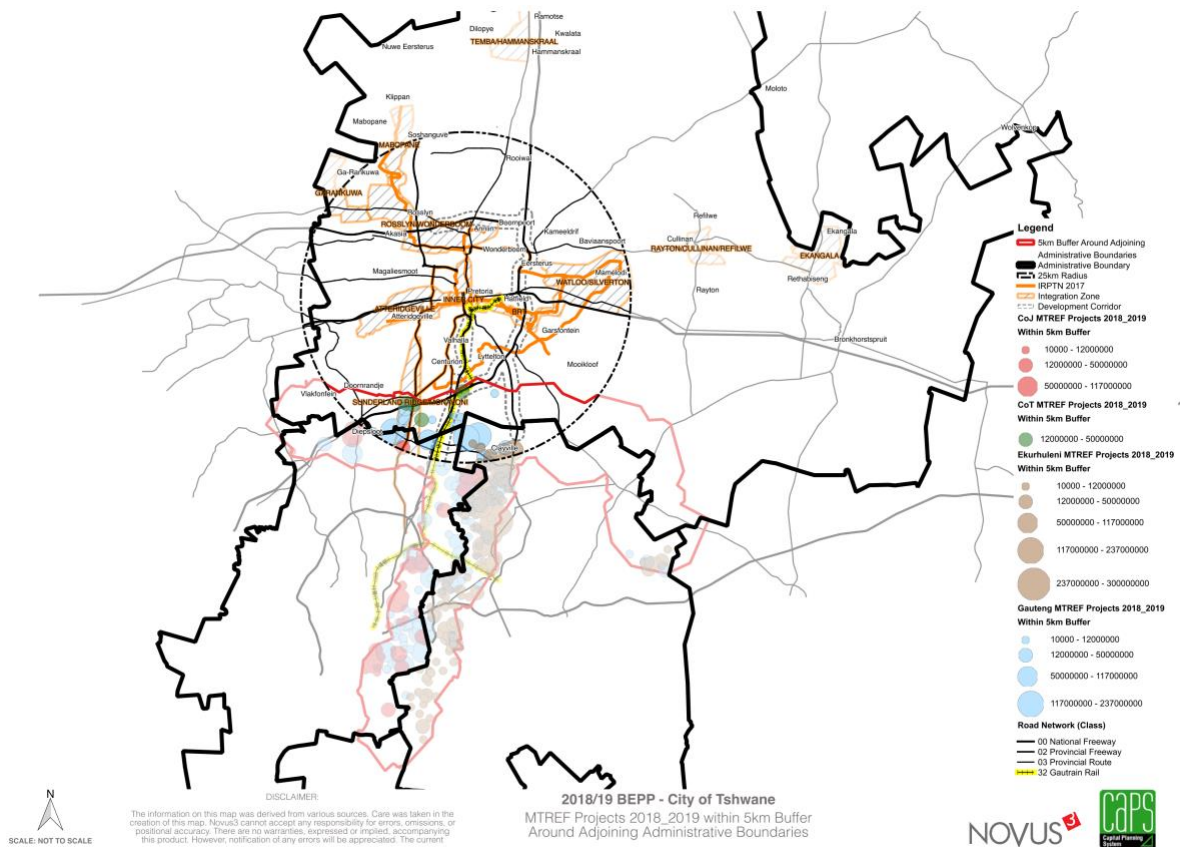 Ramotse
Dilopye
Kwalata
TEMBA/HAMMANSKRAAL
Nuwe Eersterus
Hammanskraal
Moloto
Klippan
Mabopane
Wolvenkop
Soshanguve
MABOPANE
Rooiwal
Ga-Rankuwa
GARANKUWA
Rosslyn
Refilwe
ROSSLYN/WONDERBOOM
Boompoort
Akasia
Annlin
Kameeldrif
Ekangala
Baviaanspoort
Cullinan
RAYTON/CULLINAN/REFILWE
Wonderboom
EKANGALA
Eersterus
Magaliesmoot
Mamelodi
Rethabiseng
WATLOO/SILVERTON
Pretoria
Rayton
INNER CITY
Hatfield
ATTERIDGEVILLE
Atteridgeville
Garsfontein
Valhalla
Bronkhorstspruit
Lyttelton
Centurion
Mooikloof
Doornrandje
Vlakfontein
Diepsloot
Clayville
Legend
5km Buffer Around Adjoining
Administrative Boundaries
Administrative Boundary
25km Radius
IRPTN 2017
Integration Zone
Development Corridor
CoJ MTREF Projects 2018_2019
Within 5km Buffer
10000 - 12000000
12000000 - 50000000
50000000 - 117000000
CoT MTREF Projects 2018_2019
Within 5km Buffer
12000000 - 50000000
Ekurhuleni MTREF Projects 2018_2019
Within 5km Buffer
10000 - 12000000
12000000 - 50000000
50000000 - 117000000
117000000 - 237000000
237000000 - 300000000
Gauteng MTREF Projects 2018_2019
Within 5km Buffer
10000 - 12000000
12000000 - 50000000
50000000 - 117000000
117000000 - 237000000
Road Network (Class)
00 National Freeway
02 Provincial Freeway
03 Provincial Route
32 Gautrain Rail
N
SCALE: NOT TO SCALE
DISCLAIMER:
The information on this map was derived from various sources. Care was taken in the
creation of this map. Novus3 cannot accept any responsibility for errors, omissions, or
positional accuracy. There are no warranties, expressed or implied, accompanying
this product. However, notification of any errors will be appreciated. The current
2018/19 BEPP - City of Tshwane
MTREF Projects 2018_2019 within 5km Buffer
Around Adjoining Administrative Boundaries
NOVUS3
CAPS
Capital Planning
System